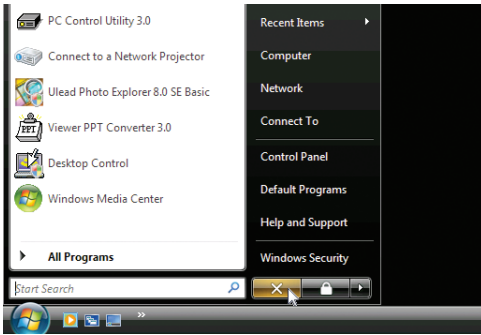 PC Control Utility 3.0
Connect to a Network Projector
Ulead Photo Explorer 8.0 SE Basic
PPT
Viewer PPT Converter 3.0
Desktop Control
Windows Media Center
All Programs
Start Search
Recent Items
Computer
Network
Connect To
Control Panel
Default Programs
Help and Support
Windows Security
»